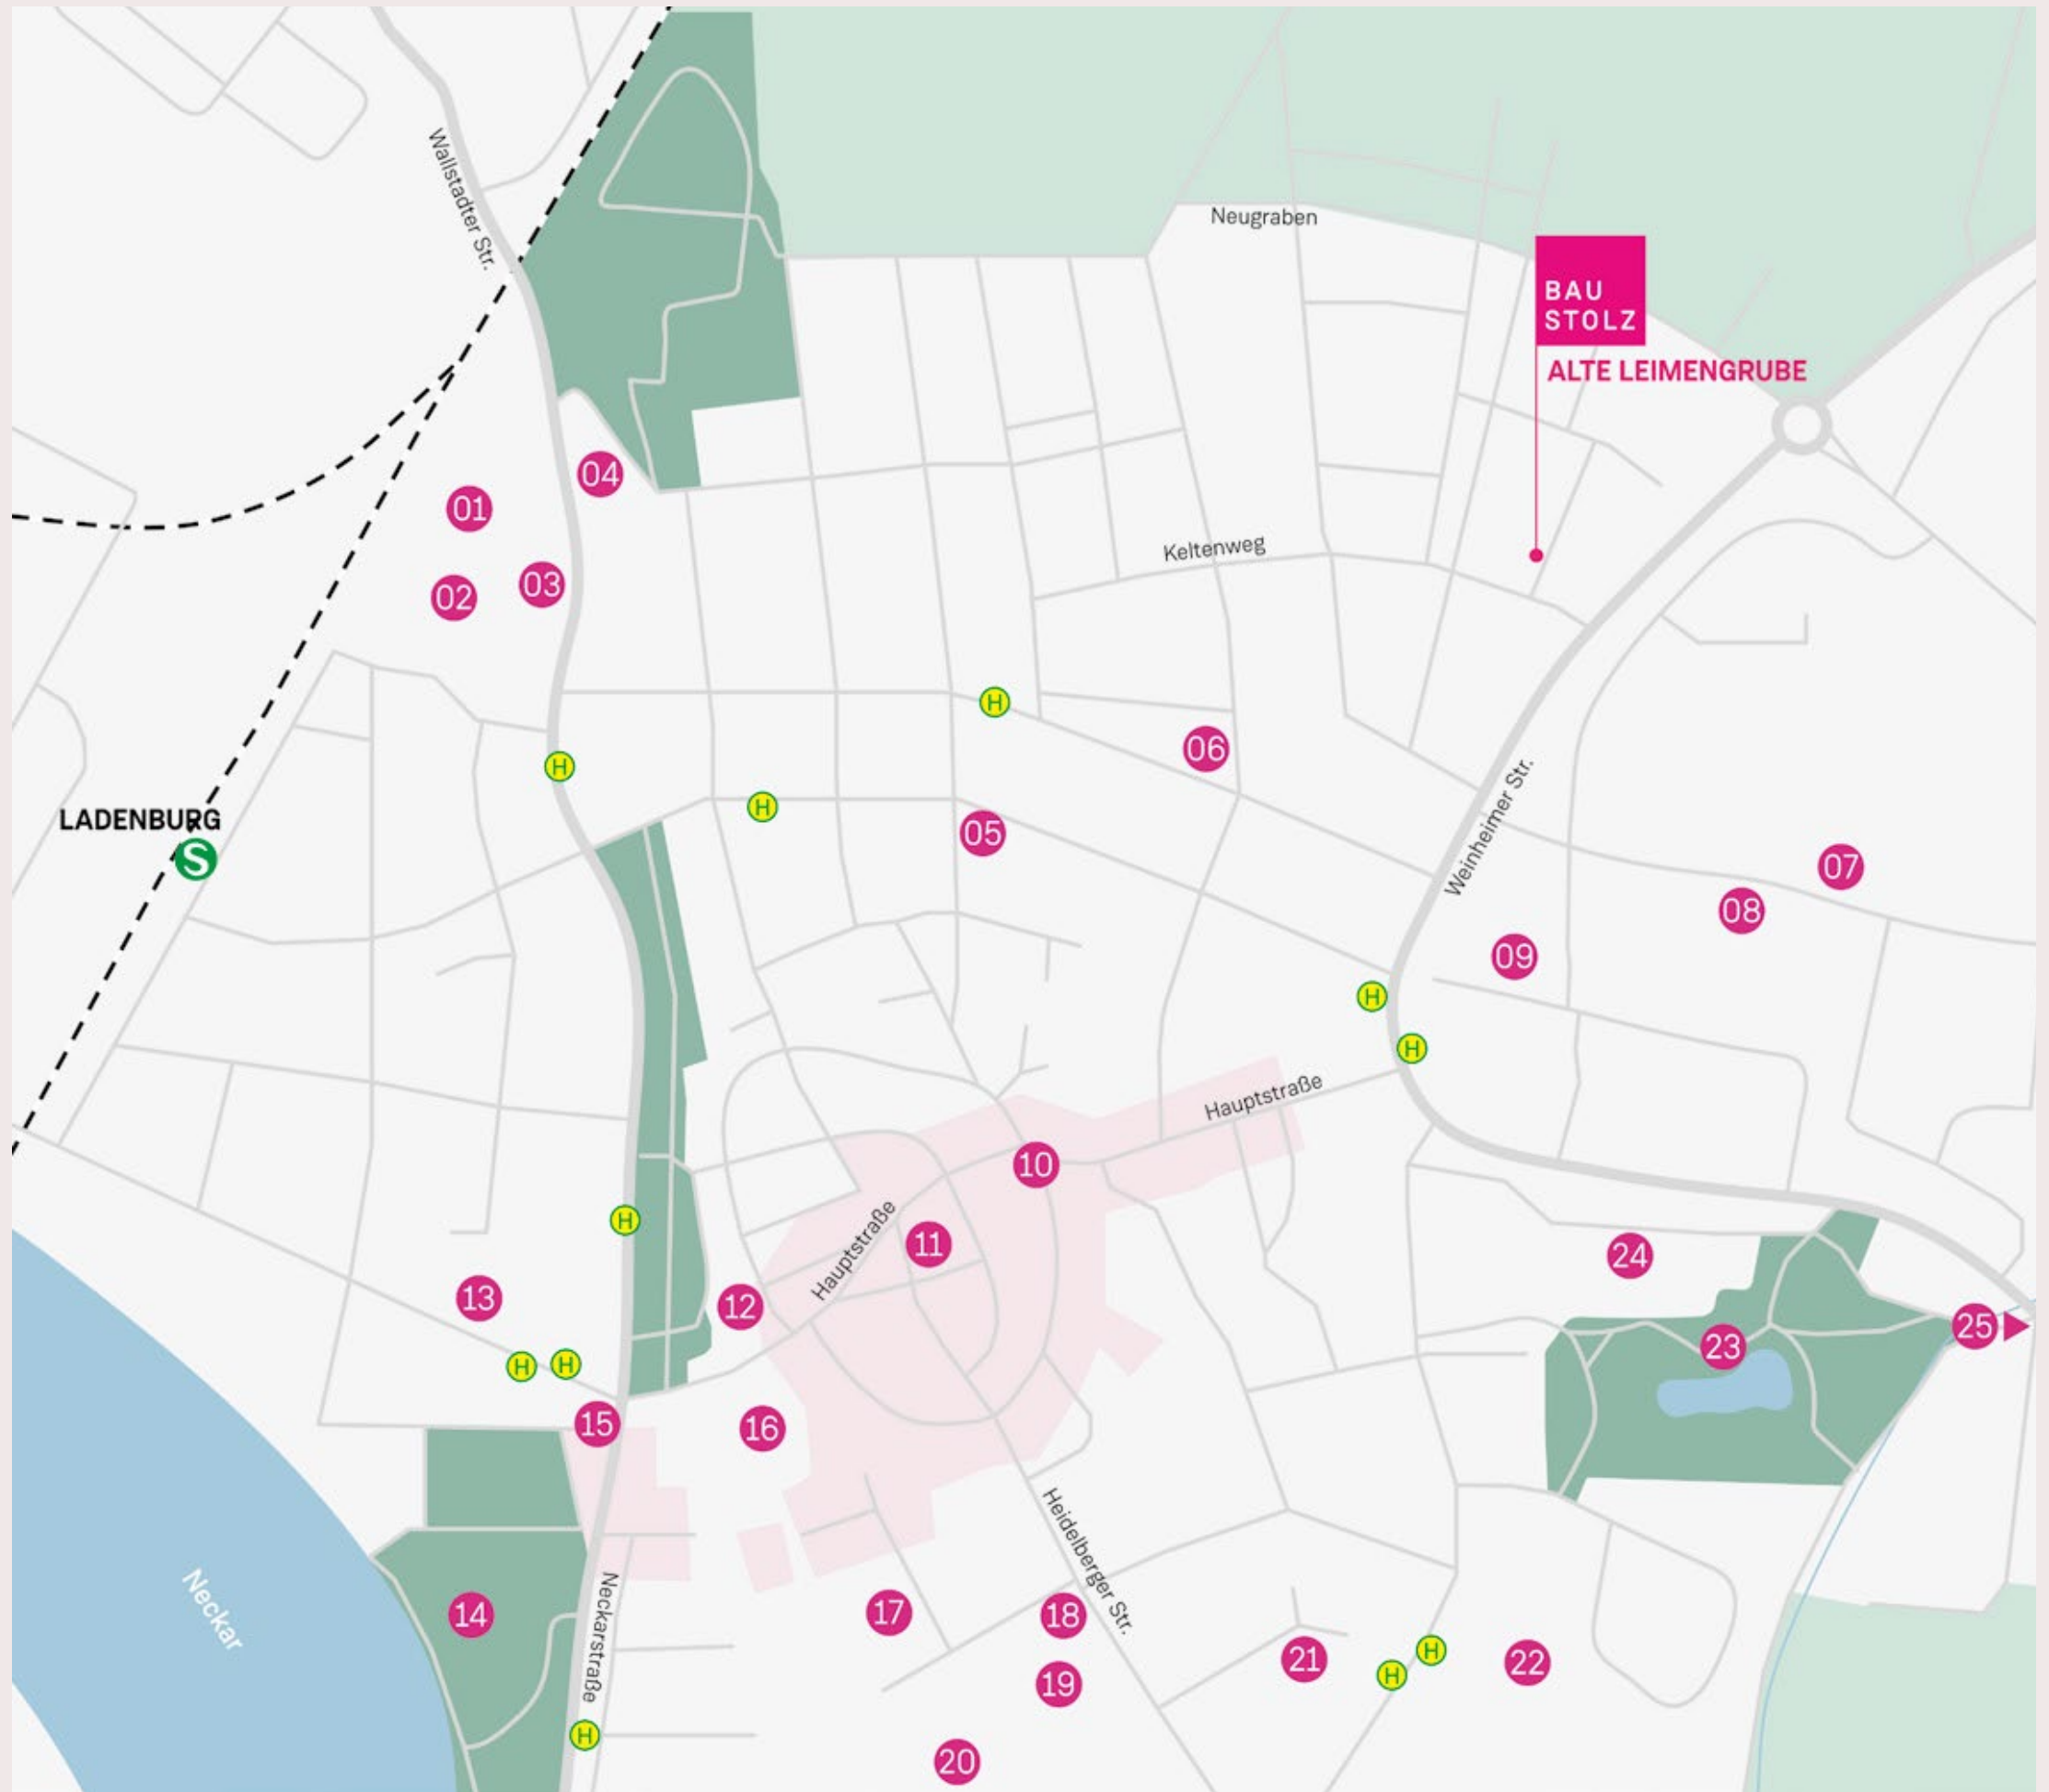 Wallstadter Str.
Neugraben
BAU
STOLZ
ALTE LEIMENGRUBE
04
01
03
02
Keltenweg
H
06
H
H
LADENBURG
S
05
Weinheimer Str.
07
08
09
H
H
Hauptstraße
10
H
11
Hauptstraße
24
13
12
25
23
H
H
15
16
Heidelberger Str.
Neckar
14
Neckarstraße
17
18
21
H
22
H
19
H
20